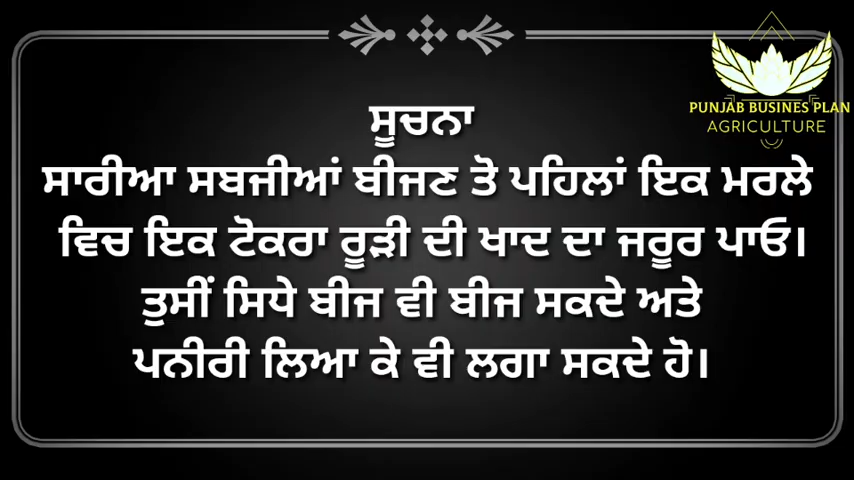 PUNJAB BUSINES PLAN
AGRICULTURE
ਸੂਚਨਾ
ਸਾਰੀਆ ਸਬਜੀਆਂ ਬੀਜਣ ਤੋ ਪਹਿਲਾਂ ਇਕ ਮਰਲੇ
ਵਿਚ ਇਕ ਟੋਕਰਾ ਰੂੜੀ ਦੀ ਖਾਦ ਦਾ ਜਰੂਰ ਪਾਓ।
ਤੁਸੀਂ ਸਿਧੇ ਬੀਜ ਵੀ ਬੀਜ ਸਕਦੇ ਅਤੇ
ਪਨੀਰੀ ਲਿਆ ਕੇ ਵੀ ਲਗਾ ਸਕਦੇ ਹੋ।